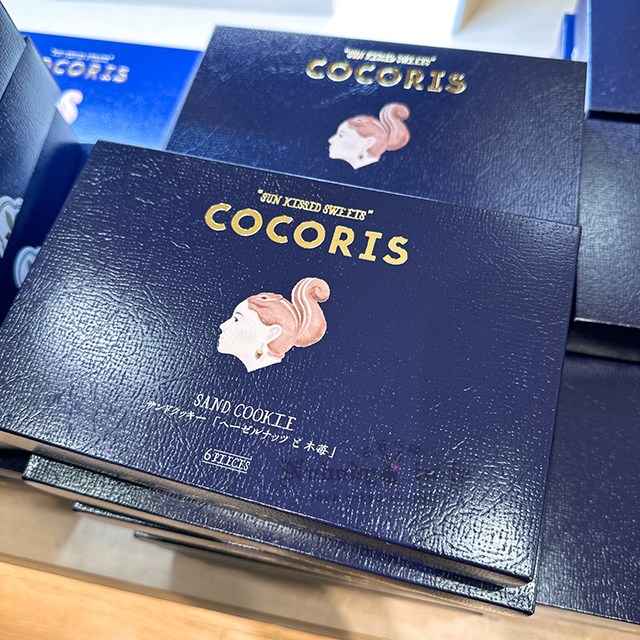 COCORIS
"SUN KISSED SWEETS"
COCORIS
"SUN KISSED SWEETS"
COCORIS
SAND COOKIE
サンドクッキー「ヘーゼルナッツと木苺」
6 PIECES